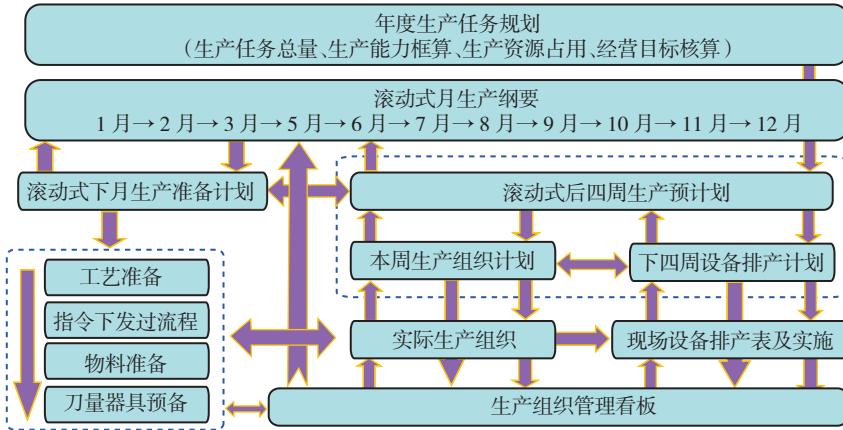 年度生产任务规划
（生产任务总量、生产能力框算、生产资源占用、经营目标核算）
滚动式月生产纲要
1 月→ 2 月→ 3 月→ 5 月→ 6 月→ 7 月→ 8 月→ 9 月→ 10 月→ 11 月→ 12 月
滚动式下月生产准备计划
滚动式后四周生产预计划
工艺准备
指令下发过流程
物料准备
刀量器具预备
本周生产组织计划
下四周设备排产计划
实际生产组织
现场设备排产表及实施
生产组织管理看板